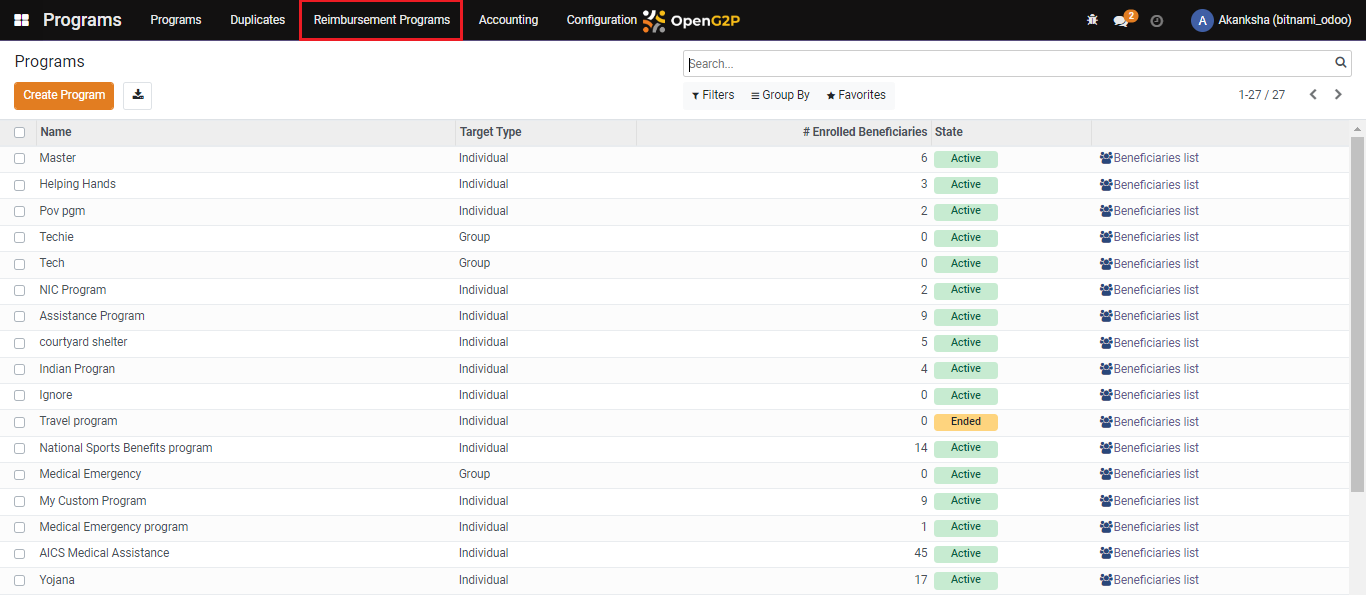 Programs Programs Duplicates Reimbursement Programs Accounting Configuration OpenG2P 2 A Akanksha (bitnami_odoo)
Programs Search...
Create Program Filters Group By Favorites 1-27 / 27
Name Target Type # Enrolled Beneficiaries State
Master Individual 6 Active Beneficiaries list
Helping Hands Individual 3 Active Beneficiaries list
Pov pgm Individual 2 Active Beneficiaries list
Techie Group 0 Active Beneficiaries list
Tech Group 0 Active Beneficiaries list
NIC Program Individual 2 Active Beneficiaries list
Assistance Program Individual 9 Active Beneficiaries list
courtyard shelter Individual 5 Active Beneficiaries list
Indian Progran Individual 4 Active Beneficiaries list
Ignore Individual 0 Active Beneficiaries list
Travel program Individual 0 Ended Beneficiaries list
National Sports Benefits program Individual 14 Active Beneficiaries list
Medical Emergency Group 0 Active Beneficiaries list
My Custom Program Individual 9 Active Beneficiaries list
Medical Emergency program Individual 1 Active Beneficiaries list
AICS Medical Assistance Individual 45 Active Beneficiaries list
Yojana Individual 17 Active Beneficiaries list